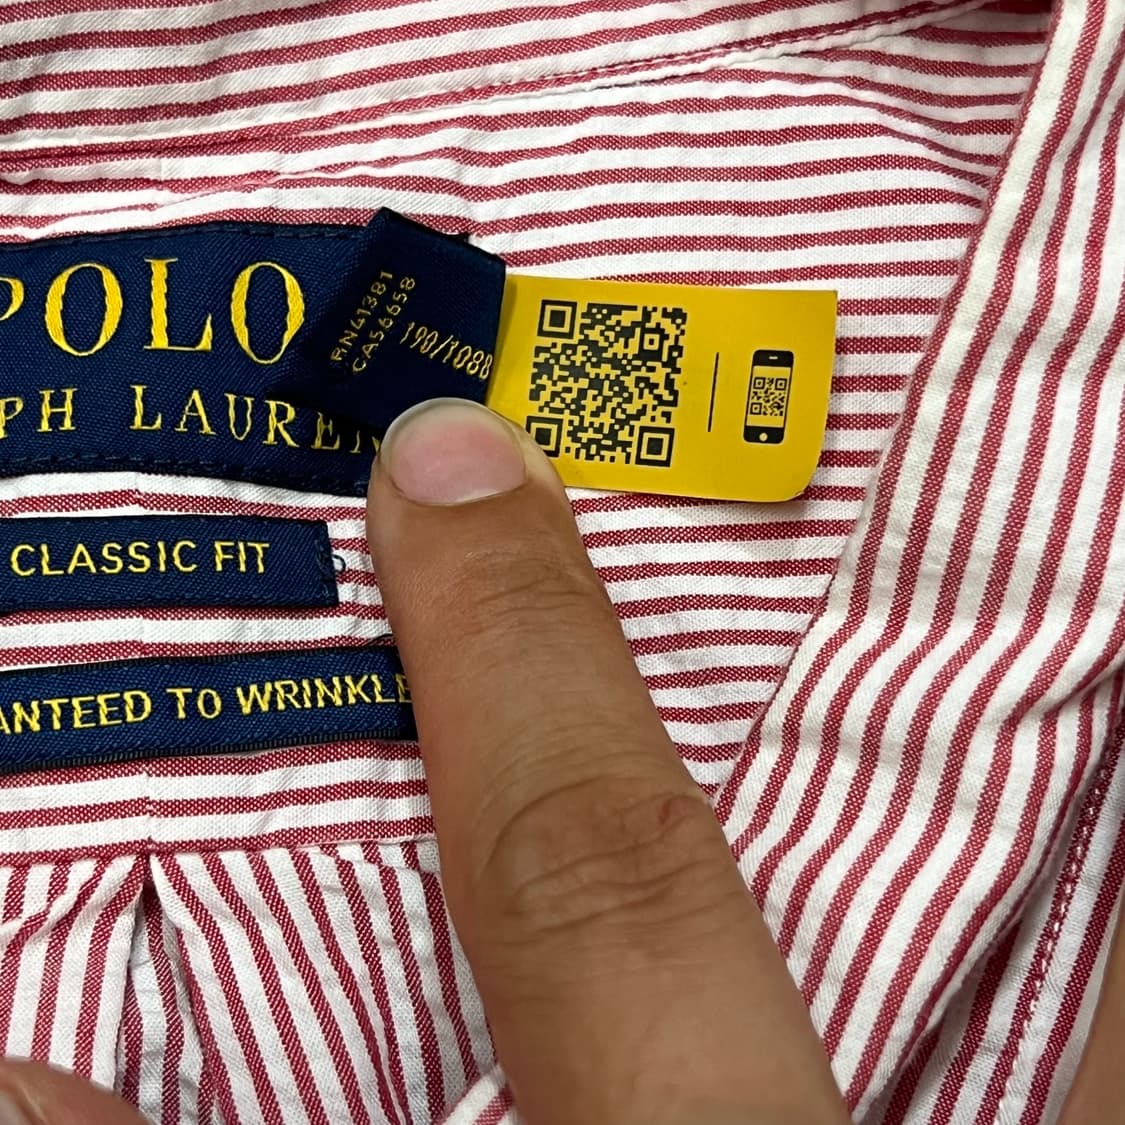 POLO
PH LAUREN
RN41381
CA56658
190/108B
CLASSIC FIT
ANTEED TO WRINKLE